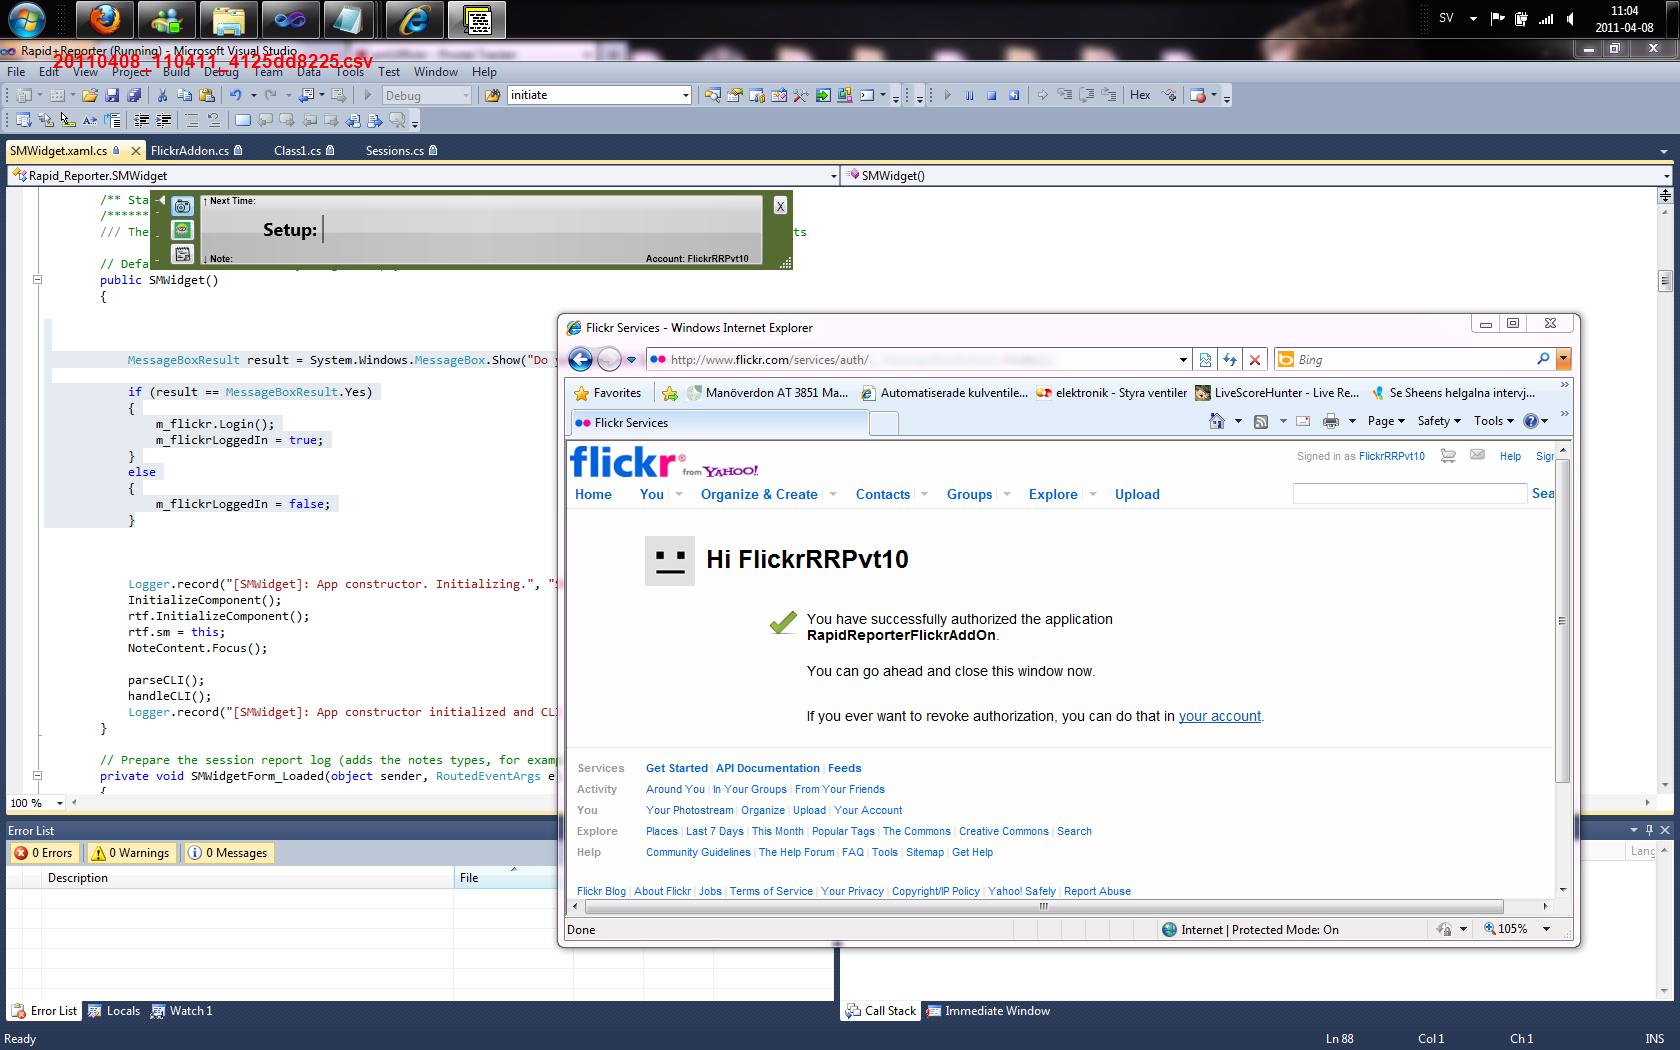 SV
11:04
2011-04-08
Rapid+Reporter (Running) - Microsoft Visual Studio
20110408_110411_4125dd8225.csv
File Edit View Project Build Debug Team Data Tools Test Window Help
Debug
initiate
Hex
SMWidget.xaml.cs FlickrAddon.cs Class1.cs Sessions.cs
Rapid_Reporter.SMWidget
SMWidget()
/** Sta
/*******
/// The
ts
↑ Next Time:
Setup:
↓ Note:
Account: FlickrRRPvt10
X
// Defa
public SMWidget()
{
MessageBoxResult result = System.Windows.MessageBox.Show("Do y
if (result == MessageBoxResult.Yes)
{
m_flickr.Login();
m_flickrLoggedIn = true;
}
else
{
m_flickrLoggedIn = false;
}
Logger.record("[SMWidget]: App constructor. Initializing.", "S
InitializeComponent();
rtf.InitializeComponent();
rtf.sm = this;
NoteContent.Focus();
parseCLI();
handleCLI();
Logger.record("[SMWidget]: App constructor initialized and CLI
}
// Prepare the session report log (adds the notes types, for examp
private void SMWidgetForm_Loaded(object sender, RoutedEventArgs e
{
100 %
Flickr Services - Windows Internet Explorer
http://www.flickr.com/services/auth/
Bing
Favorites
Manöverdon AT 3851 Ma...
Automatiserade kulventile...
elektronik - Styra ventiler
LiveScoreHunter - Live Re...
Se Sheens helgalna intervj...
Flickr Services
Page Safety Tools
flickr® from YAHOO!
Signed in as FlickrRRPvt10 Help Sign
Home You Organize & Create Contacts Groups Explore Upload
Sea
Hi FlickrRRPvt10
You have successfully authorized the application
RapidReporterFlickrAddOn.
You can go ahead and close this window now.
If you ever want to revoke authorization, you can do that in your account.
Services Get Started | API Documentation | Feeds
Activity Around You | In Your Groups | From Your Friends
You Your Photostream | Organize | Upload | Your Account
Explore Places | Last 7 Days | This Month | Popular Tags | The Commons | Creative Commons | Search
Help Community Guidelines | The Help Forum | FAQ | Tools | Sitemap | Get Help
Flickr Blog | About Flickr | Jobs | Terms of Service | Your Privacy | Copyright/IP Policy | Yahoo! Safely | Report Abuse
Done
Internet | Protected Mode: On
105%
Error List
0 Errors 0 Warnings 0 Messages
Description
File
Lang
Error List Locals Watch 1
Call Stack Immediate Window
Ready
Ln 88 Col 1 Ch 1 INS